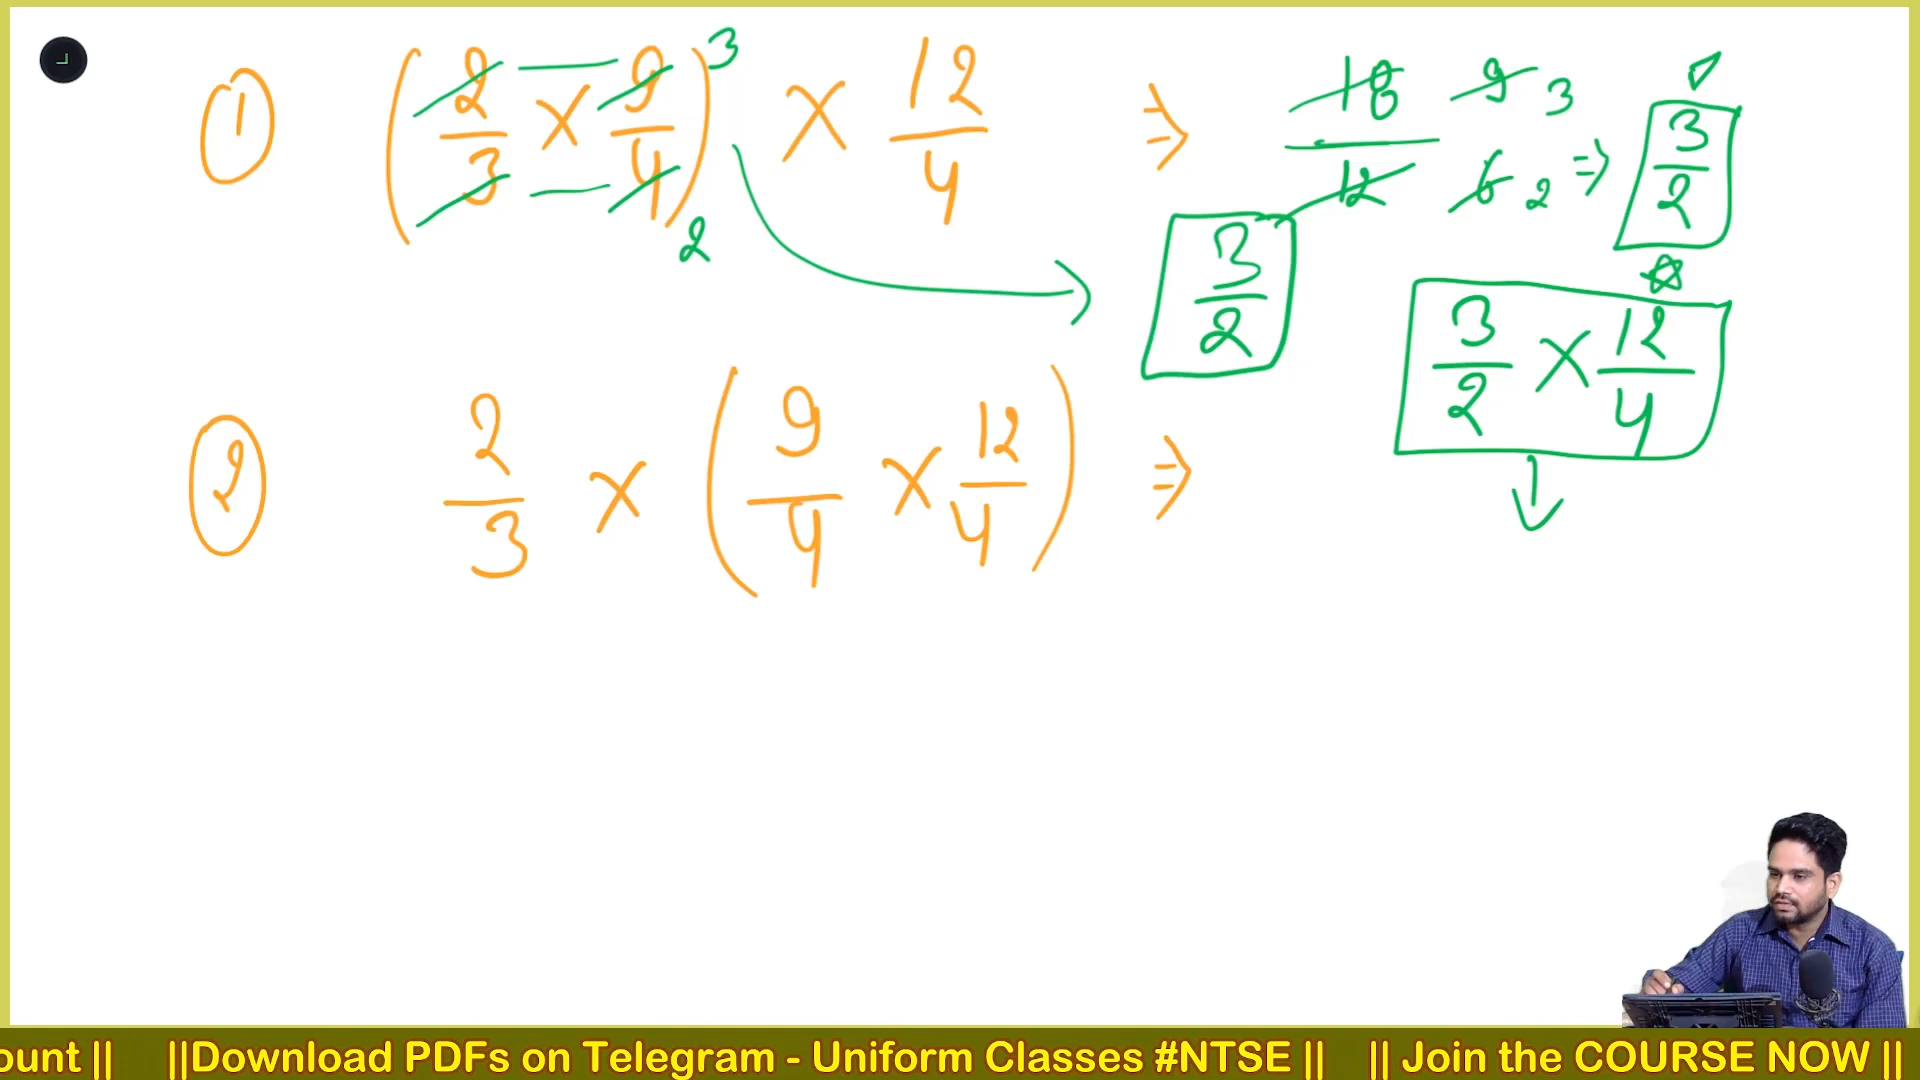 ① (2/3 × 9/4) × 12/4 ⇒ 18/12 9/6 3/2 ⇒ 3/2
3
2
3/2
3/2 × 12/4
② 2/3 × (9/4 × 12/4) ⇒
ount || ||Download PDFs on Telegram - Uniform Classes #NTSE || || Join the COURSE NOW ||